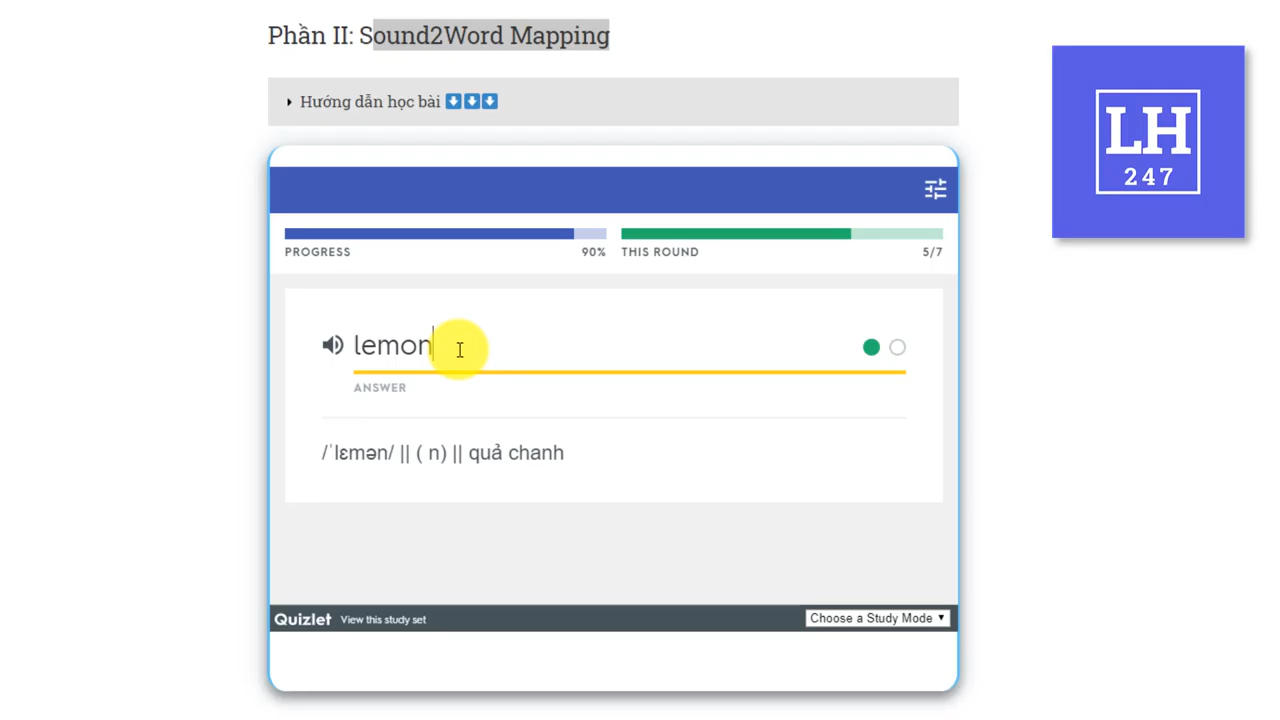 Phần II: Sound2Word Mapping
Hướng dẫn học bài
LH
247
PROGRESS 90% THIS ROUND 5/7
lemon
ANSWER
/ˈlɛmən/ || ( n) || quả chanh
Quizlet View this study set Choose a Study Mode